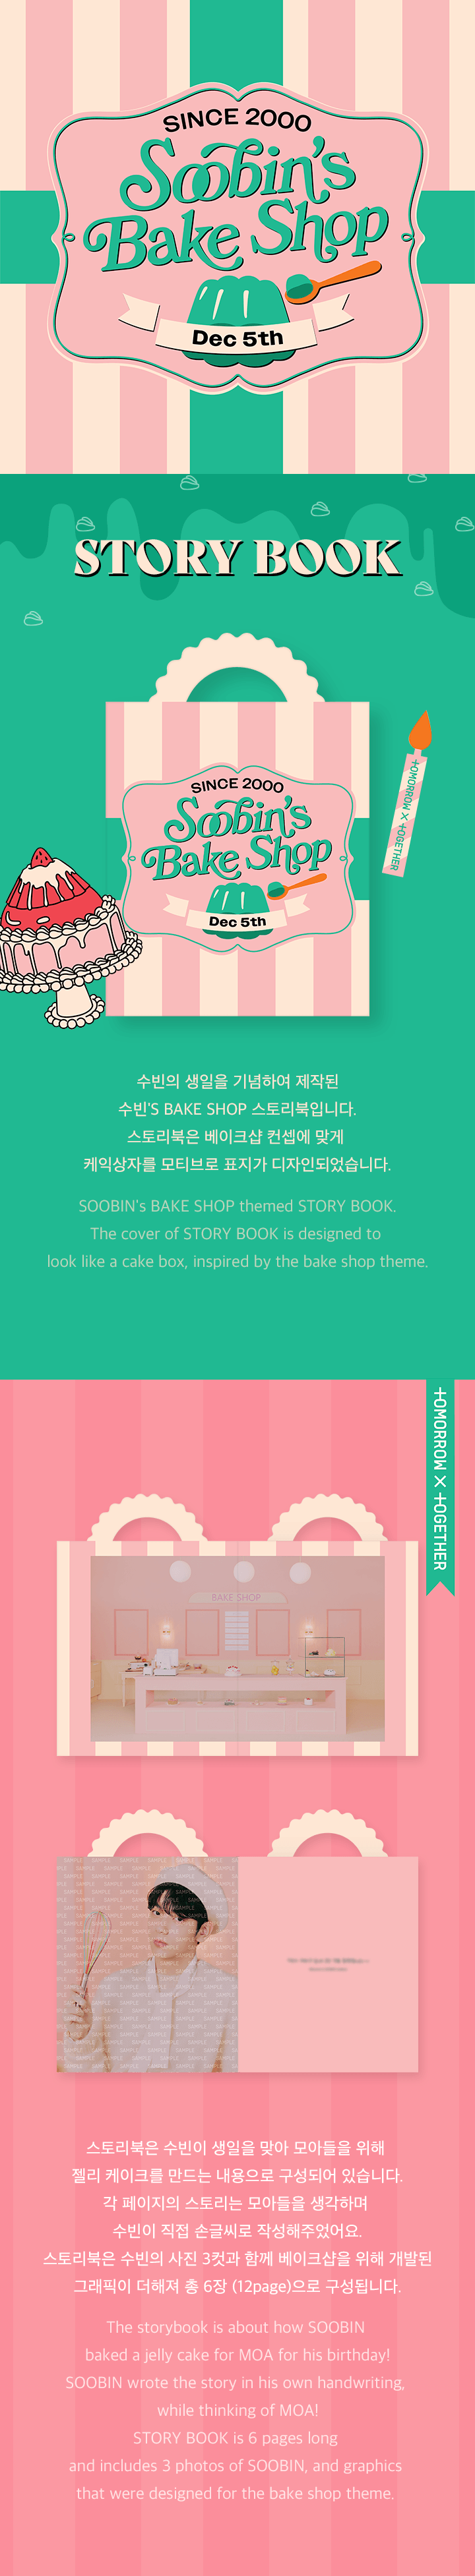 SINCE 2000
Soobin's
Bake Shop
Dec 5th
STORY BOOK
SINCE 2000
Soobin's
Bake Shop
Dec 5th
TOMORROW X TOGETHER
수빈의 생일을 기념하여 제작된
수빈'S BAKE SHOP 스토리북입니다.
스토리북은 베이크샵 컨셉에 맞게
케익상자를 모티브로 표지가 디자인되었습니다.
SOOBIN's BAKE SHOP themed STORY BOOK.
The cover of STORY BOOK is designed to
look like a cake box, inspired by the bake shop theme.
TOMORROW X TOGETHER
BAKE SHOP
SAMPLE
스토리북은 수빈이 생일을 맞아 모아들을 위해
젤리 케이크를 만드는 내용으로 구성되어 있습니다.
각 페이지의 스토리는 모아들을 생각하며
수빈이 직접 손글씨로 작성해주었어요.
스토리북은 수빈의 사진 3컷과 함께 베이크샵을 위해 개발된
그래픽이 더해져 총 6장 (12page)으로 구성됩니다.
The storybook is about how SOOBIN
baked a jelly cake for MOA for his birthday!
SOOBIN wrote the story in his own handwriting,
while thinking of MOA!
STORY BOOK is 6 pages long
and includes 3 photos of SOOBIN, and graphics
that were designed for the bake shop theme.